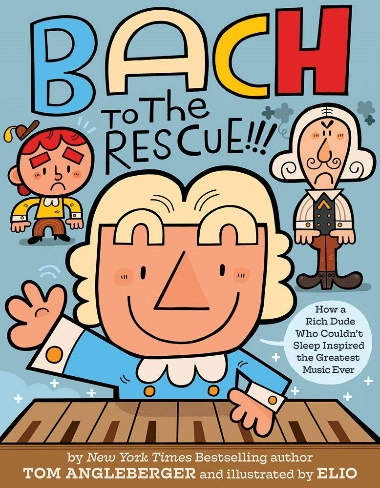 BACH
TO THE
RESCUE!!!
How a
Rich Dude
Who Couldn't
Sleep Inspired
the Greatest
Music Ever
by New York Times Bestselling author
TOM ANGLEBERGER and illustrated by ELIO